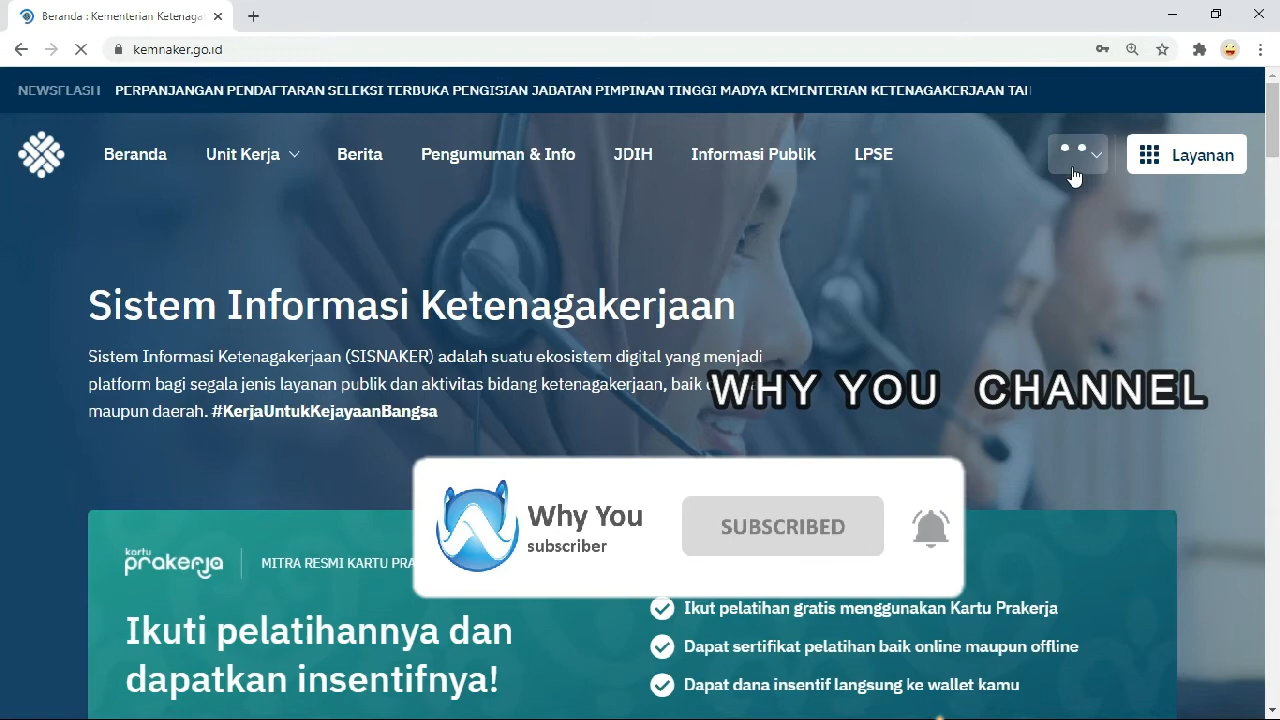 Beranda : Kementerian Ketenaga
kemnaker.go.id
NEWSFLASH PERPANJANGAN PENDAFTARAN SELEKSI TERBUKA PENGISIAN JABATAN PIMPINAN TINGGI MADYA KEMENTERIAN KETENAGAKERJAAN TAH
Beranda Unit Kerja Berita Pengumuman & Info JDIH Informasi Publik LPSE Layanan
Sistem Informasi Ketenagakerjaan
Sistem Informasi Ketenagakerjaan (SISNAKER) adalah suatu ekosistem digital yang menjadi
platform bagi segala jenis layanan publik dan aktivitas bidang ketenagakerjaan, baik
maupun daerah. #KerjaUntukKejayaanBangsa
WHY YOU CHANNEL
Why You
subscriber
SUBSCRIBED
kartu
prakerja
MITRA RESMI KARTU PRA
Ikuti pelatihannya dan
dapatkan insentifnya!
Ikut pelatihan gratis menggunakan Kartu Prakerja
Dapat sertifikat pelatihan baik online maupun offline
Dapat dana insentif langsung ke wallet kamu